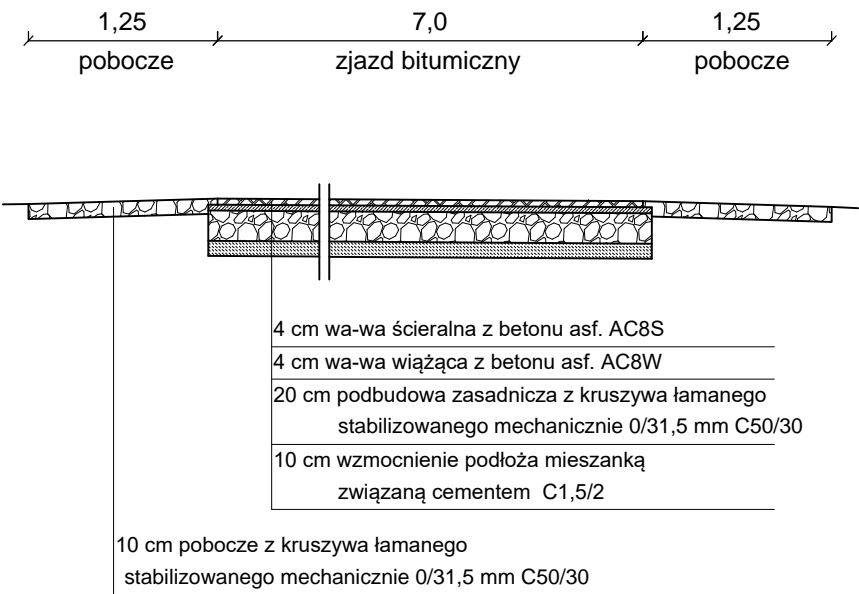 1,25 7,0 1,25
pobocze zjazd bitumiczny pobocze
4 cm wa-wa ścieralna z betonu asf. AC8S
4 cm wa-wa wiążąca z betonu asf. AC8W
20 cm podbudowa zasadnicza z kruszywa łamanego
stabilizowanego mechanicznie 0/31,5 mm C50/30
10 cm wzmocnienie podłoża mieszanką
związaną cementem C1,5/2
10 cm pobocze z kruszywa łamanego
stabilizowanego mechanicznie 0/31,5 mm C50/30